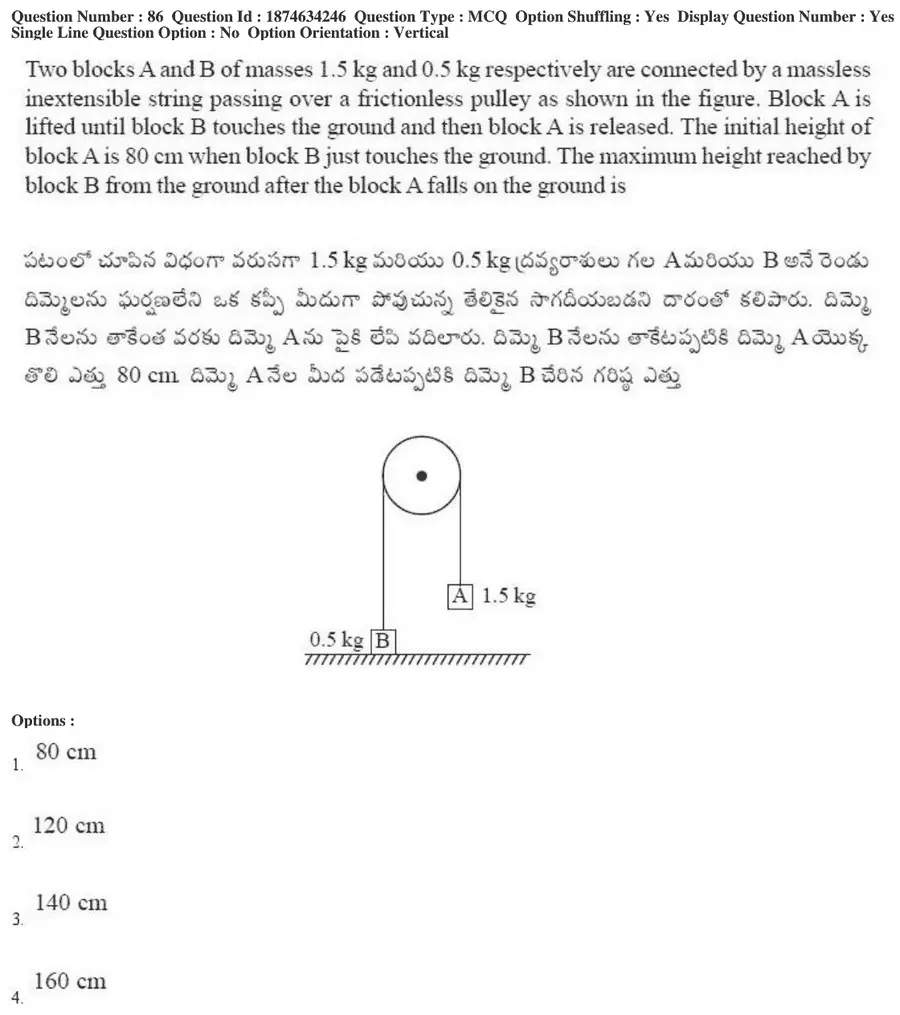 Question Number : 86 Question Id : 1874634246 Question Type : MCQ Option Shuffling : Yes Display Question Number : Yes
Single Line Question Option : No Option Orientation : Vertical
Two blocks A and B of masses 1.5 kg and 0.5 kg respectively are connected by a massless
inextensible string passing over a frictionless pulley as shown in the figure. Block A is
lifted until block B touches the ground and then block A is released. The initial height of
block A is 80 cm when block B just touches the ground. The maximum height reached by
block B from the ground after the block A falls on the ground is
పటంలో చూపిన విధంగా వరుసగా 1.5 kg మరియు 0.5 kg ద్రవ్యరాశులు గల A మరియు B అనే రెండు
దిమ్మెలను ఘర్షణలేని ఒక కప్పీ మీదుగా పోవుచున్న తేలికైన సాగదీయబడని దారంతో కలిపారు. దిమ్మె
B నేలను తాకేంత వరకు దిమ్మె A ను పైకి లేపి వదిలారు. దిమ్మె B నేలను తాకేటప్పటికి దిమ్మె A యొక్క
తొలి ఎత్తు 80 cm దిమ్మె A నేల మీద పడేటప్పటికి దిమ్మె B చేరిన గరిష్ఠ ఎత్తు
A 1.5 kg
0.5 kg B
Options :
1. 80 cm
2. 120 cm
3. 140 cm
4. 160 cm